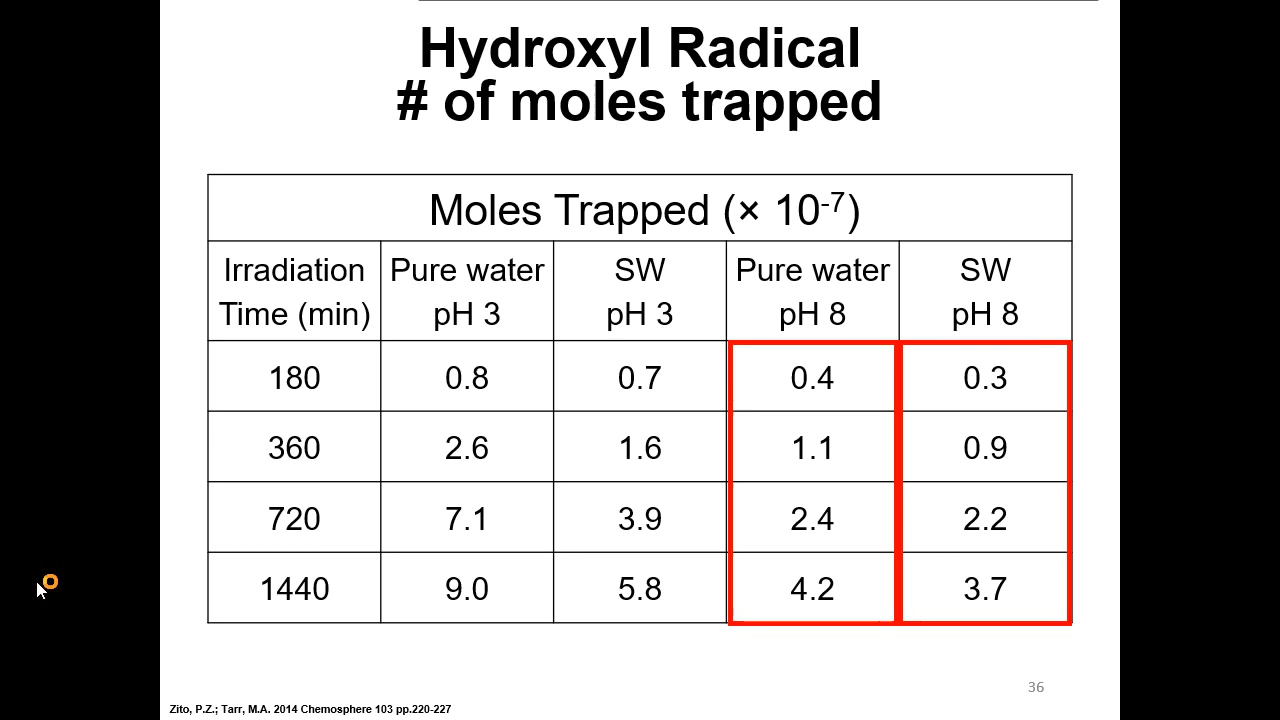 Hydroxyl Radical
# of moles trapped
Moles Trapped (× 10⁻⁷)
Irradiation Time (min) Pure water pH 3 SW pH 3 Pure water pH 8 SW pH 8
180 0.8 0.7 0.4 0.3
360 2.6 1.6 1.1 0.9
720 7.1 3.9 2.4 2.2
1440 9.0 5.8 4.2 3.7
36
Zito, P.Z.; Tarr, M.A. 2014 Chemosphere 103 pp.220-227